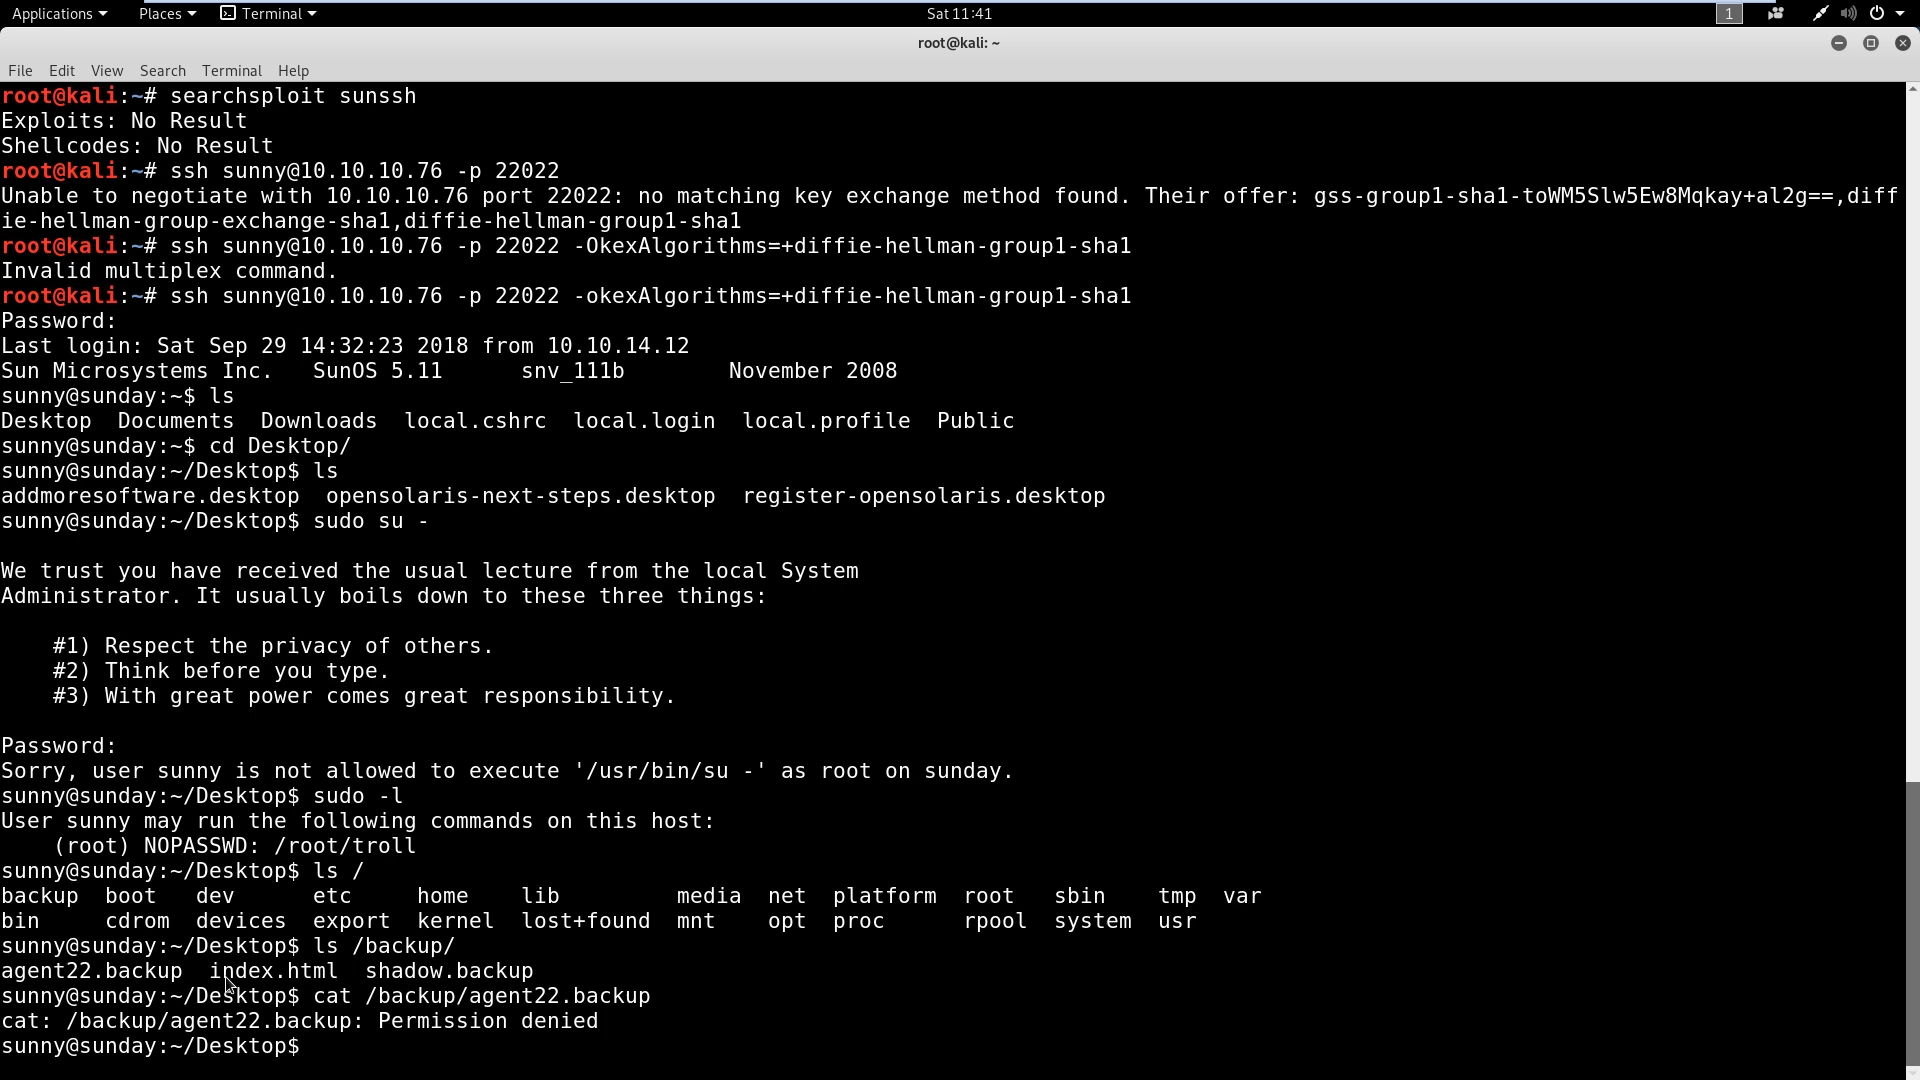 Applications Places Terminal Sat 11:41 1
root@kali: ~
File Edit View Search Terminal Help
root@kali:~# searchsploit sunssh
Exploits: No Result
Shellcodes: No Result
root@kali:~# ssh sunny@10.10.10.76 -p 22022
Unable to negotiate with 10.10.10.76 port 22022: no matching key exchange method found. Their offer: gss-group1-sha1-toWM5Slw5Ew8Mqkay+al2g==,diff
ie-hellman-group-exchange-sha1,diffie-hellman-group1-sha1
root@kali:~# ssh sunny@10.10.10.76 -p 22022 -OkexAlgorithms=+diffie-hellman-group1-sha1
Invalid multiplex command.
root@kali:~# ssh sunny@10.10.10.76 -p 22022 -okexAlgorithms=+diffie-hellman-group1-sha1
Password:
Last login: Sat Sep 29 14:32:23 2018 from 10.10.14.12
Sun Microsystems Inc.   SunOS 5.11      snv_111b        November 2008
sunny@sunday:~$ ls
Desktop  Documents  Downloads  local.cshrc  local.login  local.profile  Public
sunny@sunday:~$ cd Desktop/
sunny@sunday:~/Desktop$ ls
addmoresoftware.desktop  opensolaris-next-steps.desktop  register-opensolaris.desktop
sunny@sunday:~/Desktop$ sudo su -
We trust you have received the usual lecture from the local System
Administrator. It usually boils down to these three things:
#1) Respect the privacy of others.
#2) Think before you type.
#3) With great power comes great responsibility.
Password:
Sorry, user sunny is not allowed to execute '/usr/bin/su -' as root on sunday.
sunny@sunday:~/Desktop$ sudo -l
User sunny may run the following commands on this host:
(root) NOPASSWD: /root/troll
sunny@sunday:~/Desktop$ ls /
backup  boot   dev      etc     home    lib         media  net  platform  root   sbin    tmp  var
bin     cdrom  devices  export  kernel  lost+found  mnt    opt  proc      rpool  system  usr
sunny@sunday:~/Desktop$ ls /backup/
agent22.backup  index.html  shadow.backup
sunny@sunday:~/Desktop$ cat /backup/agent22.backup
cat: /backup/agent22.backup: Permission denied
sunny@sunday:~/Desktop$